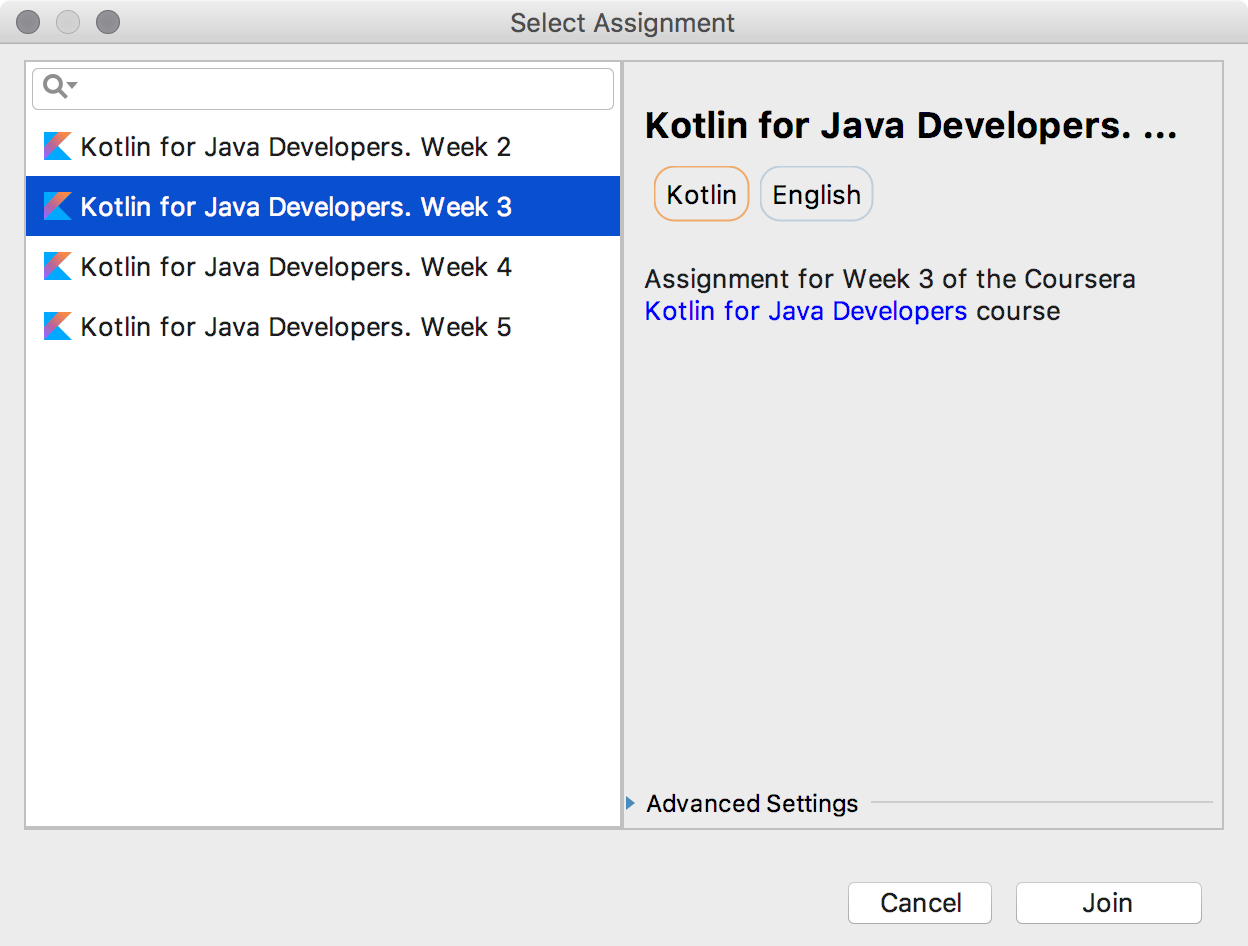 Select Assignment
Kotlin for Java Developers. Week 2
Kotlin for Java Developers. Week 3
Kotlin for Java Developers. Week 4
Kotlin for Java Developers. Week 5
Kotlin for Java Developers. ...
Kotlin English
Assignment for Week 3 of the Coursera
Kotlin for Java Developers course
Advanced Settings
Cancel Join